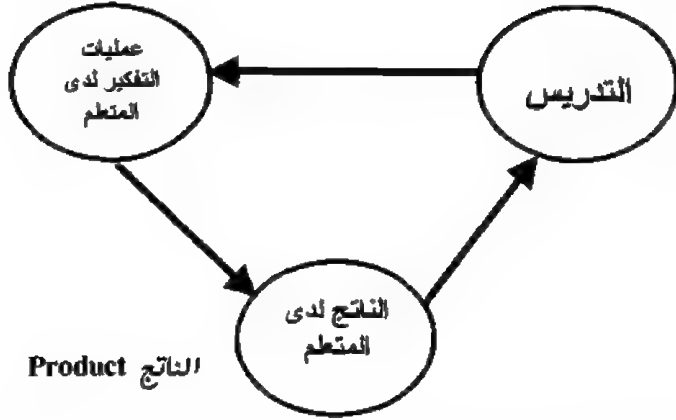 التدريس
عمليات
التفكير لدى
المتعلم
الناتج لدى
المتعلم
الناتج Product